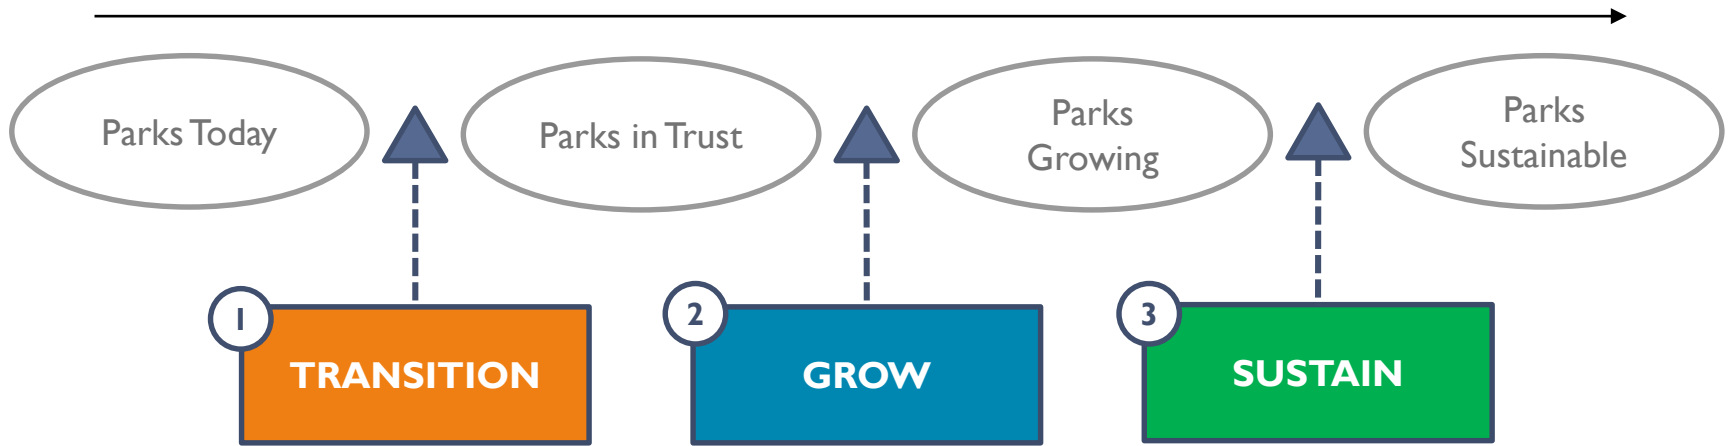 Parks Today
Parks in Trust
Parks
Growing
Parks
Sustainable
1
TRANSITION
2
GROW
3
SUSTAIN